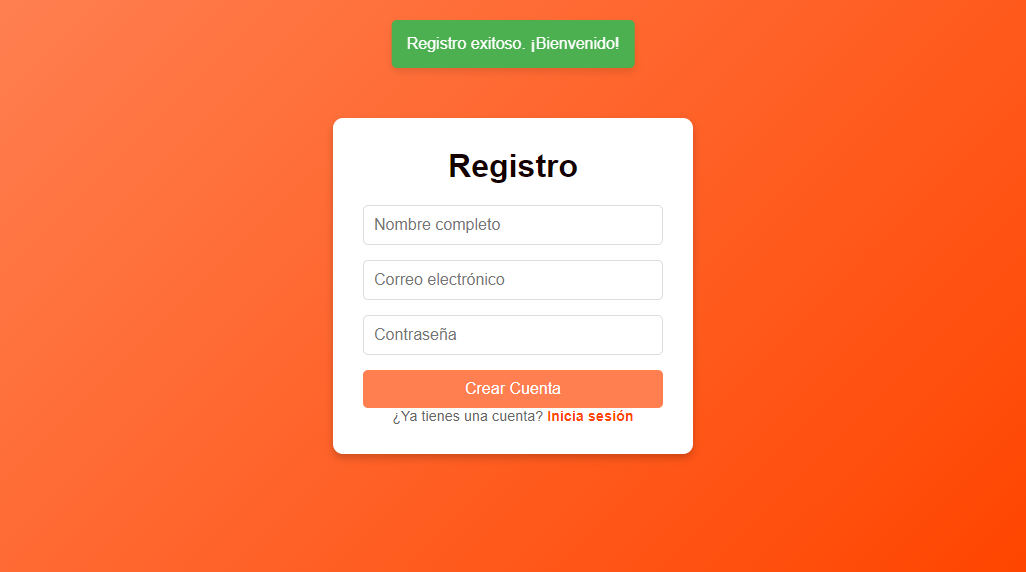 Registro exitoso. ¡Bienvenido!
Registro
Nombre completo
Correo electrónico
Contraseña
Crear Cuenta
¿Ya tienes una cuenta? Inicia sesión